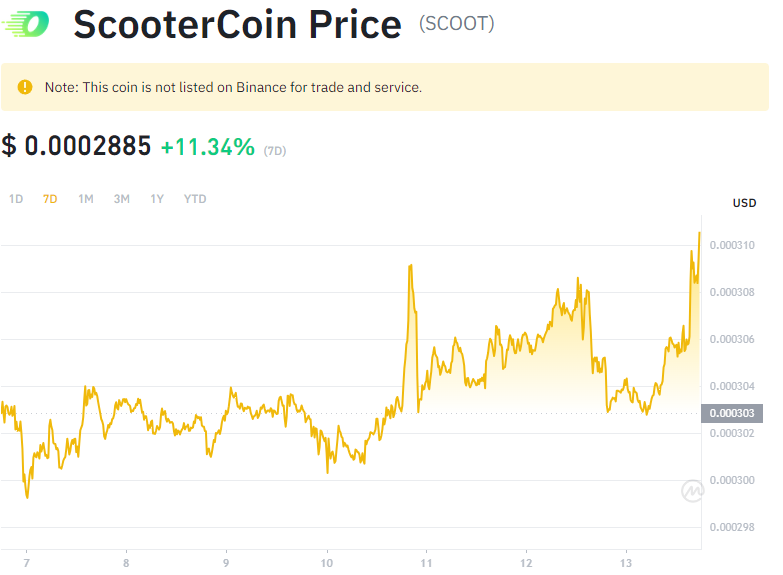 ScooterCoin Price (SCOOT)
Note: This coin is not listed on Binance for trade and service.
$ 0.0002885 +11.34% (7D)
1D 7D 1M 3M 1Y YTD
USD
0.000310
0.000308
0.000306
0.000304
0.000303
0.000302
0.000300
0.000298
7 8 9 10 11 12 13